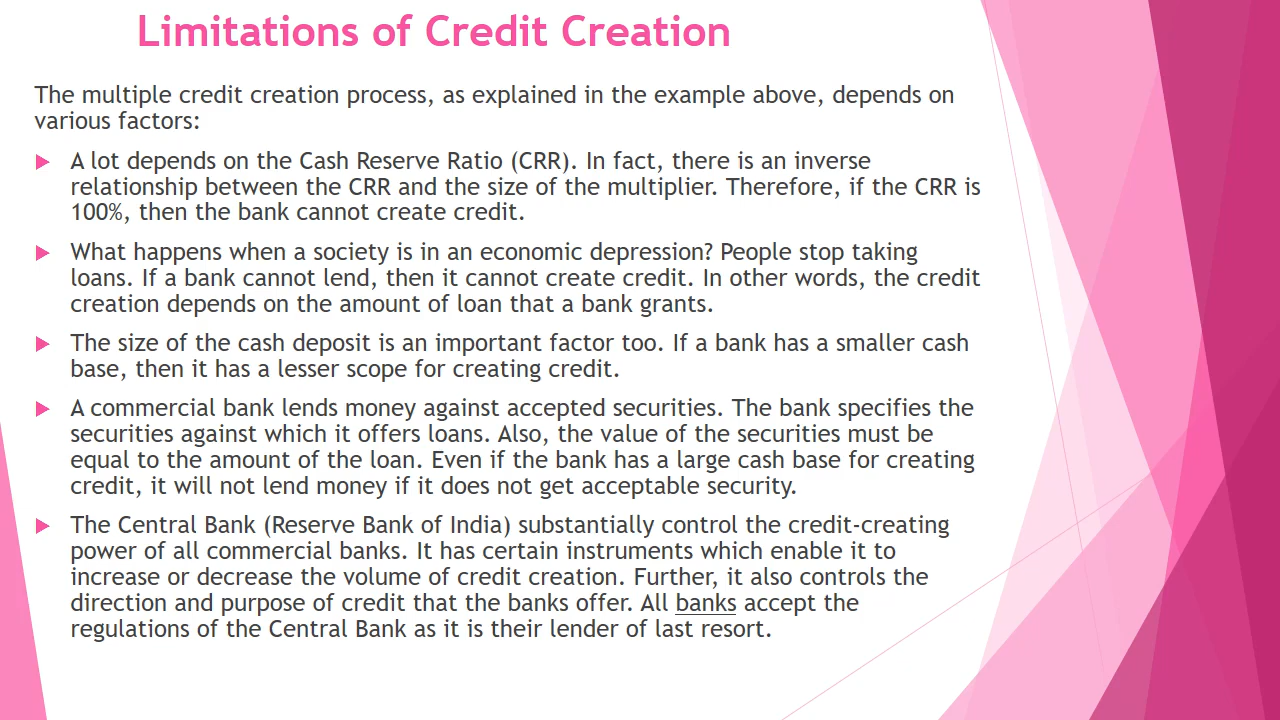 Limitations of Credit Creation
The multiple credit creation process, as explained in the example above, depends on
various factors:
A lot depends on the Cash Reserve Ratio (CRR). In fact, there is an inverse
relationship between the CRR and the size of the multiplier. Therefore, if the CRR is
100%, then the bank cannot create credit.
What happens when a society is in an economic depression? People stop taking
loans. If a bank cannot lend, then it cannot create credit. In other words, the credit
creation depends on the amount of loan that a bank grants.
The size of the cash deposit is an important factor too. If a bank has a smaller cash
base, then it has a lesser scope for creating credit.
A commercial bank lends money against accepted securities. The bank specifies the
securities against which it offers loans. Also, the value of the securities must be
equal to the amount of the loan. Even if the bank has a large cash base for creating
credit, it will not lend money if it does not get acceptable security.
The Central Bank (Reserve Bank of India) substantially control the credit-creating
power of all commercial banks. It has certain instruments which enable it to
increase or decrease the volume of credit creation. Further, it also controls the
direction and purpose of credit that the banks offer. All banks accept the
regulations of the Central Bank as it is their lender of last resort.